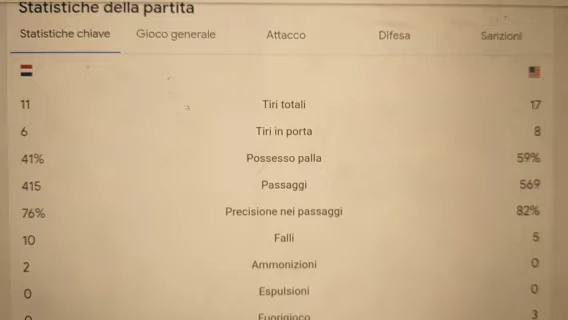 Statistiche della partita
Statistiche chiave Gioco generale Attacco Difesa Sanzioni
11 Tiri totali 17
6 Tiri in porta 8
41% Possesso palla 59%
415 Passaggi 569
76% Precisione nei passaggi 82%
10 Falli 5
2 Ammonizioni 0
0 Espulsioni 0
0 Fuorigioco 3